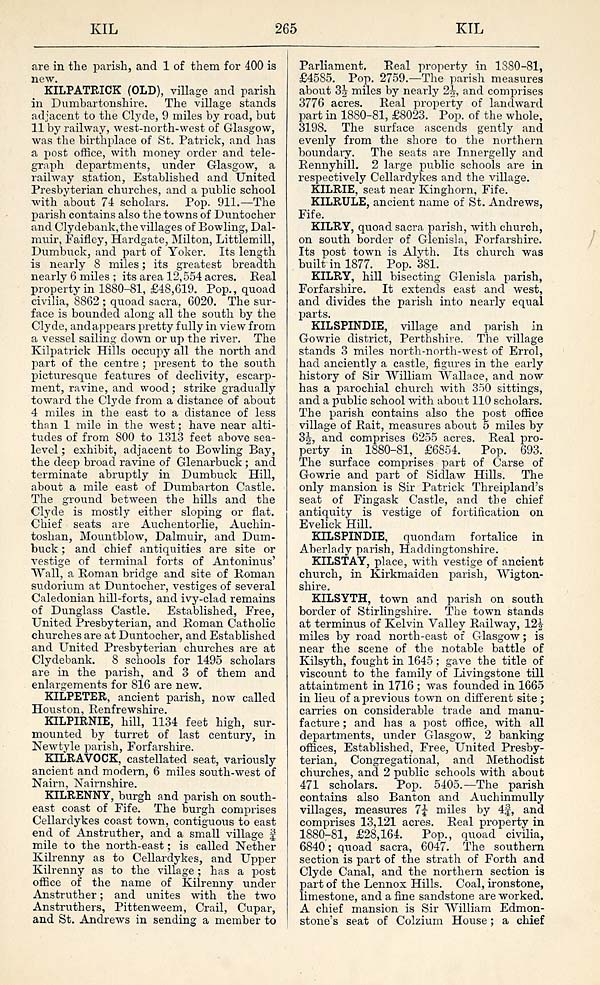 KIL 265 KIL
are in the parish, and 1 of them for 400 is
new.
KILPATRICK (OLD), village and parish
in Dumbartonshire. The village stands
adjacent to the Clyde, 9 miles by road, but
11 by railway, west-north-west of Glasgow,
was the birthplace of St. Patrick, and has
a post office, with money order and tele-
graph departments, under Glasgow, a
railway station, Established and United
Presbyterian churches, and a public school
with about 74 scholars. Pop. 911.—The
parish contains also the towns of Duntocher
and Clydebank, the villages of Bowling, Dal-
muir, Faifley, Hardgate, Milton, Littlemill,
Dumbuck, and part of Yoker. Its length
is nearly 8 miles; its greatest breadth
nearly 6 miles; its area 12,554 acres. Real
property in 1880-81, £48,619. Pop., quoad
civilia, 8862; quoad sacra, 6020. The sur-
face is bounded along all the south by the
Clyde, and appears pretty fully in view from
a vessel sailing down or up the river. The
Kilpatrick Hills occupy all the north and
part of the centre; present to the south
picturesque features of declivity, escarp-
ment, ravine, and wood; strike gradually
toward the Clyde from a distance of about
4 miles in the east to a distance of less
than 1 mile in the west; have near alti-
tudes of from 800 to 1313 feet above sea-
level; exhibit, adjacent to Bowling Bay,
the deep broad ravine of Glenarbuck; and
terminate abruptly in Dumbuck Hill,
about a mile east of Dumbarton Castle.
The ground between the hills and the
Clyde is mostly either sloping or flat.
Chief seats are Auchentorlie, Auchin-
toshan, Mountblow, Dalmuir, and Dum-
buck; and chief antiquities are site or
vestige of terminal forts of Antoninus'
Wall, a Roman bridge and site of Roman
sudorium at Duntocher, vestiges of several
Caledonian hill-forts, and ivy-clad remains
of Dunglass Castle. Established, Free,
United Presbyterian, and Roman Catholic
churches are at Duntocher, and Established
and United Presbyterian churches are at
Clydebank. 8 schools for 1495 scholars
are in the parish, and 3 of them and
enlargements for 816 are new.
KILPETER, ancient parish, now called
Houston, Renfrewshire.
KILPIRNIE, hill, 1134 feet high, sur-
mounted by turret of last century, in
Newtyle parish, Forfarshire.
KILRAVOCK, castellated seat, variously
ancient and modern, 6 miles south-west of
Nairn, Nairnshire.
KILRENNY, burgh and parish on south-
east coast of Fife. The burgh comprises
Cellardykes coast town, contiguous to east
end of Anstruther, and a small village ¾
mile to the north-east; is called Nether
Kilrenny as to Cellardykes, and Upper
Kilrenny as to the village; has a post
office of the name of Kilrenny under
Anstruther; and unites with the two
Anstruthers, Pittenweem, Crail, Cupar,
and St. Andrews in sending a member to
Parliament. Real property in 1880-81,
£4585. Pop. 2759.—The parish measures
about 3½ miles by nearly 2½, and comprises
3776 acres. Real property of landward
part in 1880-81, £8023. Pop. of the whole,
3198. The surface ascends gently and
evenly from the shore to the northern
boundary. The seats are Innergelly and
Rennyhill. 2 large public schools are in
respectively Cellardykes and the village.
KILRIE, seat near Kinghorn, Fife.
KILRULE, ancient name of St. Andrews,
Fife.
KILRY, quoad sacra parish, with church,
on south border of Glenisla, Forfarshire.
Its post town is Alyth. Its church was
built in 1877. Pop. 381.
KILRY, hill bisecting Glenisla parish,
Forfarshire. It extends east and west,
and divides the parish into nearly equal
parts.
KILSPINDIE, village and parish in
Gowrie district, Perthshire. The village
stands 3 miles north-north-west of Errol,
had anciently a castle, figures in the early
history of Sir William Wallace, and now
has a parochial church with 350 sittings,
and a public school with about 110 scholars.
The parish contains also the post office
village of Rait, measures about 5 miles by
3½, and comprises 6255 acres. Real pro-
perty in 1880-81, £6854. Pop. 693.
The surface comprises part of Carse of
Gowrie and part of Sidlaw Hills. The
only mansion is Sir Patrick Threipland's
seat of Fingask Castle, and the chief
antiquity is vestige of fortification on
Evelick Hill.
KILSPINDIE, quondam fortalice in
Aberlady parish, Haddingtonshire.
KILSTAY, place, with vestige of ancient
church, in Kirkmaiden parish, Wigton-
shire.
KILSYTH, town and parish on south
border of Stirlingshire. The town stands
at terminus of Kelvin Valley Railway, 12½
miles by road north-east of Glasgow; is
near the scene of the notable battle of
Kilsyth, fought in 1645; gave the title of
viscount to the family of Livingstone till
attaintment in 1716; was founded in 1665
in lieu of a previous town on different site;
carries on considerable trade and manu-
facture; and has a post office, with all
departments, under Glasgow, 2 banking
offices, Established, Free, United Presby-
terian, Congregational, and Methodist
churches, and 2 public schools with about
471 scholars. Pop. 5405.—The parish
contains also Banton and Auchinmully
villages, measures 7¼ miles by 4¾, and
comprises 13,121 acres. Real property in
1880-81, £28,164. Pop., quoad civilia,
6840; quoad sacra, 6047. The southern
section is part of the strath of Forth and
Clyde Canal, and the northern section is
part of the Lennox Hills. Coal, ironstone,
limestone, and a fine sandstone are worked.
A chief mansion is Sir William Edmon-
stone's seat of Colzium House; a chief